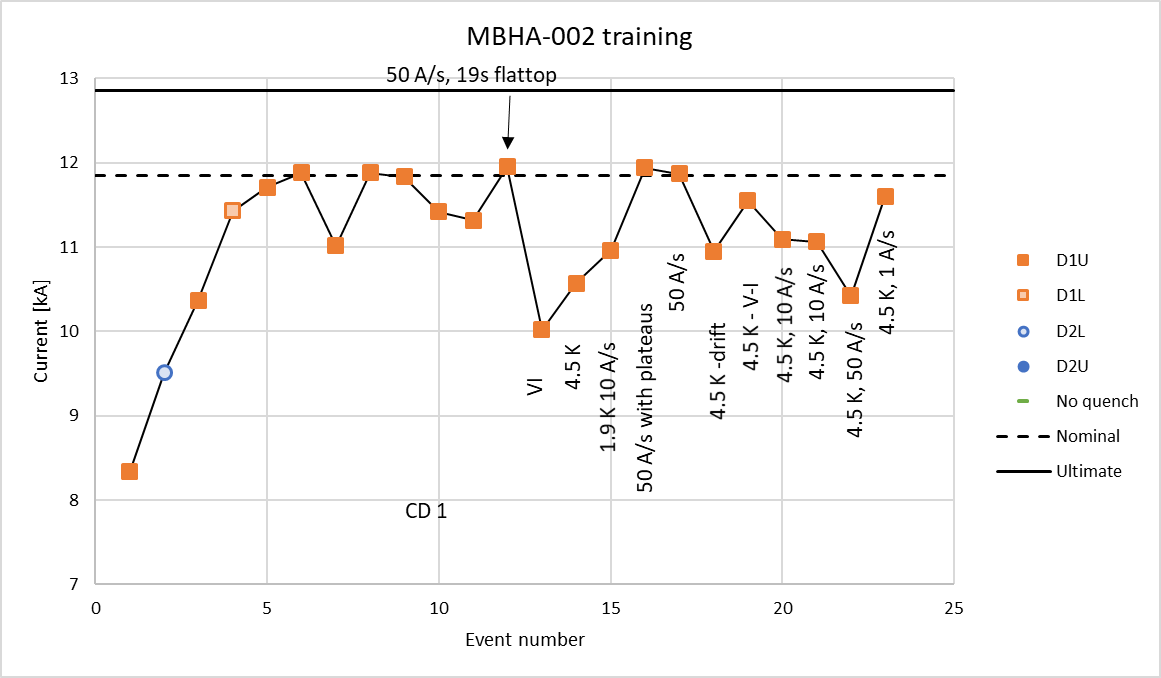 MBHA-002 training
50 A/s, 19s flattop
13
12
11
10
9
8
7
Current [kA]
0
5
10
15
20
25
Event number
CD 1
VI
4.5 K
1.9 K 10 A/s
50 A/s with plateaus
50 A/s
4.5 K -drift
4.5 K - V-I
4.5 K, 10 A/s
4.5 K, 10 A/s
4.5 K, 50 A/s
4.5 K, 1 A/s
D1U
D1L
D2L
D2U
No quench
Nominal
Ultimate